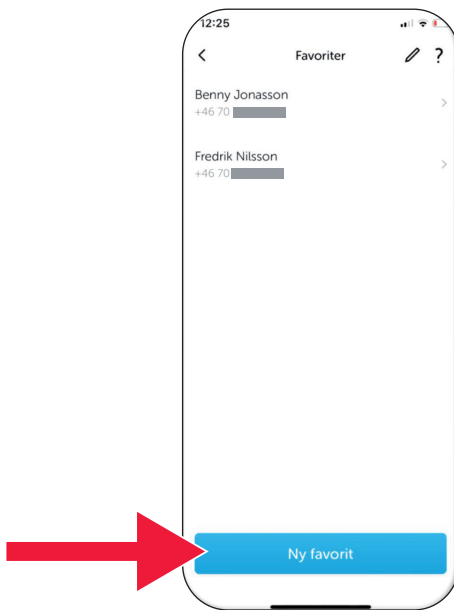 12:25
Favoriter
?
Benny Jonasson
+46 70
Fredrik Nilsson
+46 70
Ny favorit